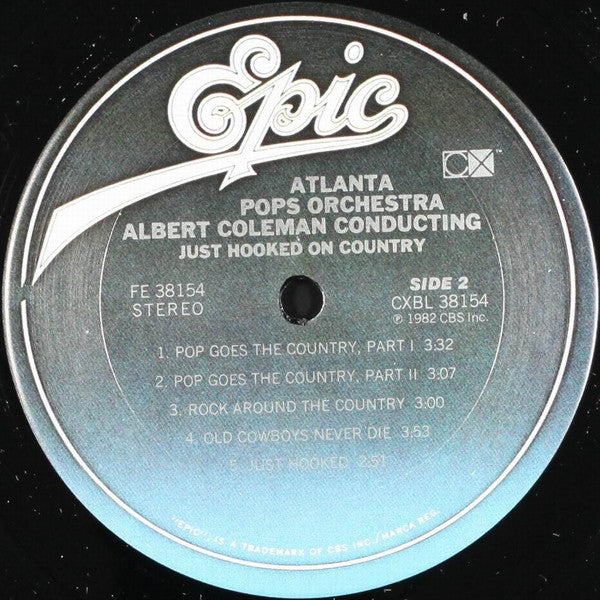 Epic
CX™
ATLANTA
POPS ORCHESTRA
ALBERT COLEMAN CONDUCTING
JUST HOOKED ON COUNTRY
FE 38154
STEREO
SIDE 2
CXBL 38154
℗ 1982 CBS Inc.
1. POP GOES THE COUNTRY, PART I 3:32
2. POP GOES THE COUNTRY, PART II 3:07
3. ROCK AROUND THE COUNTRY 3:00
4. OLD COWBOYS NEVER DIE 3:53
5. JUST HOOKED 2:51
"EPIC" IS A TRADEMARK OF CBS INC./MARCA REG.